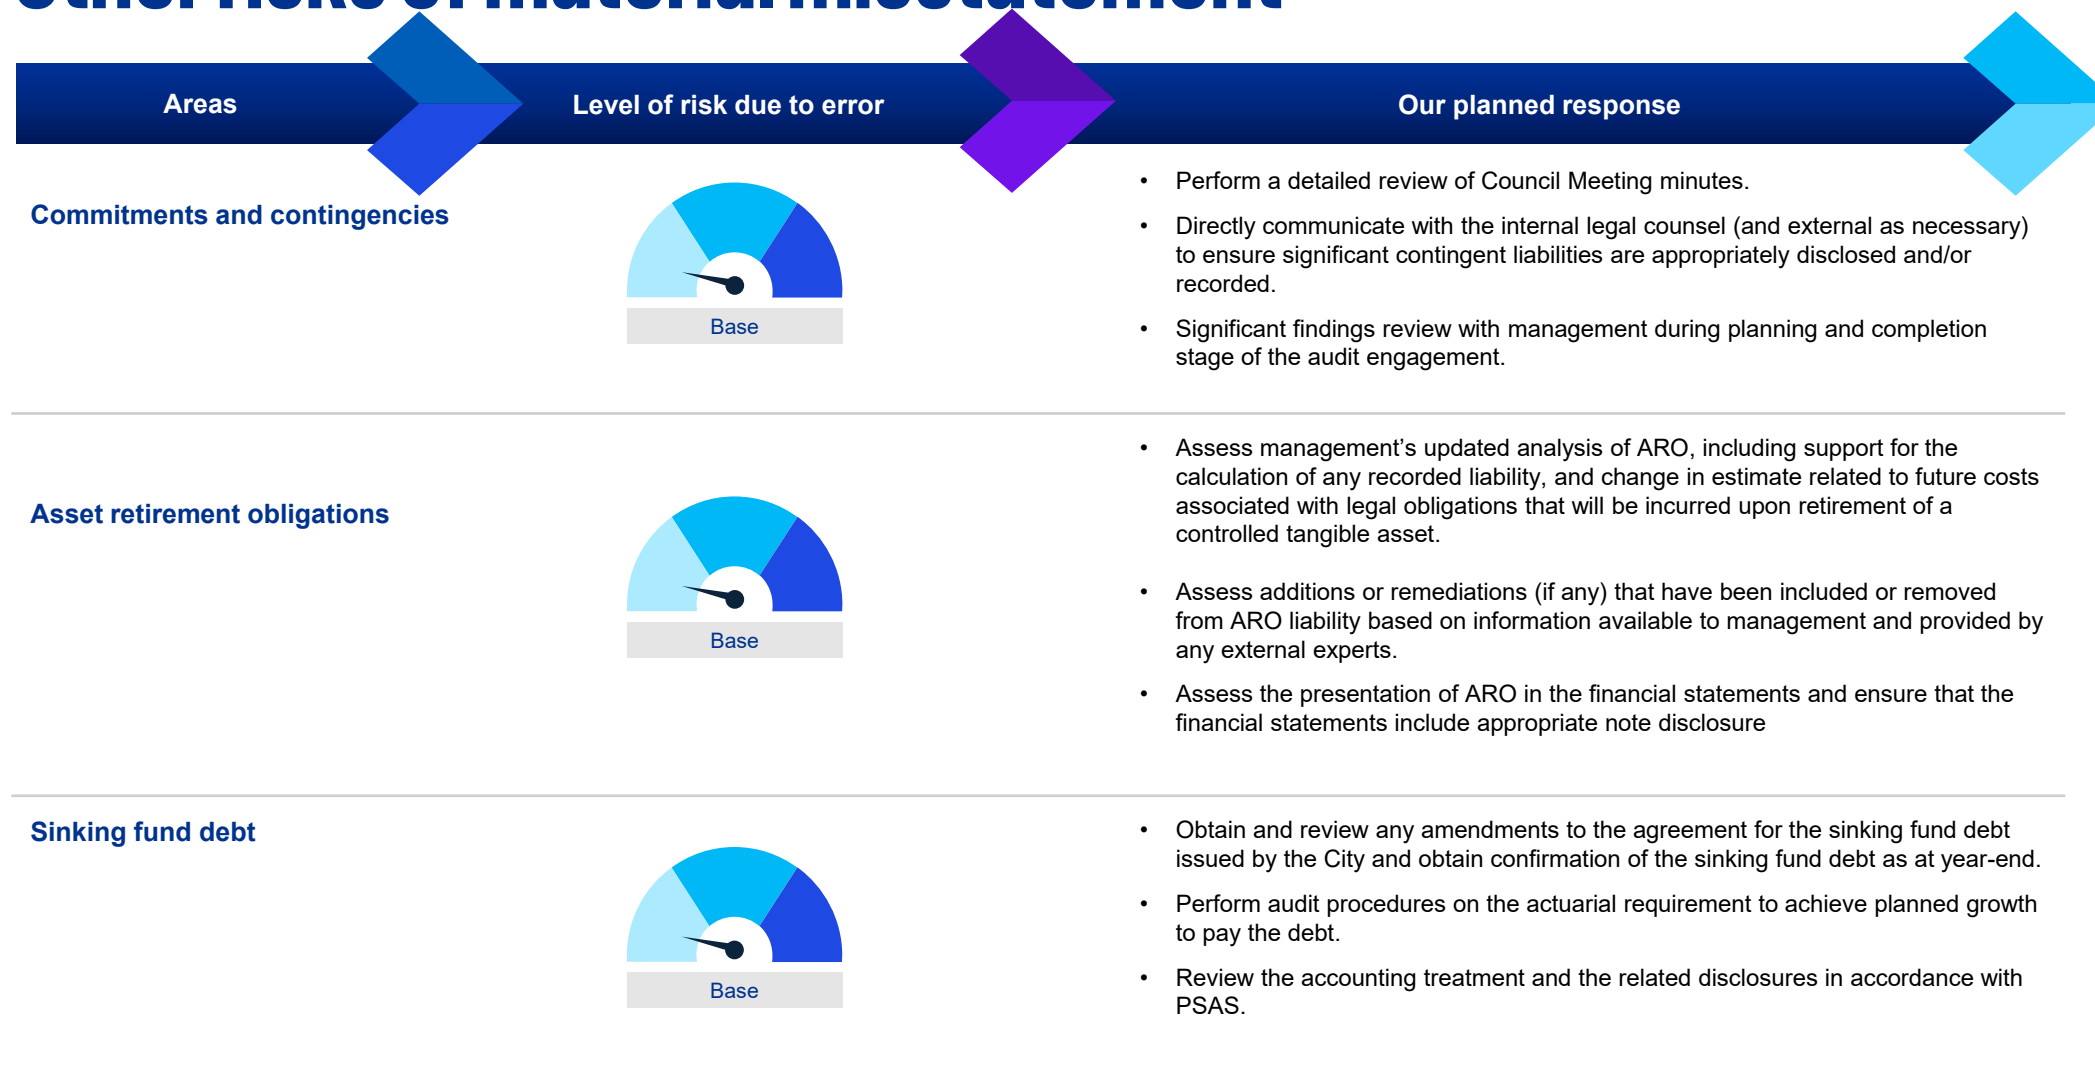 Other risks of material misstatement
Areas
Level of risk due to error
Our planned response
Commitments and contingencies
Base
• Perform a detailed review of Council Meeting minutes.
• Directly communicate with the internal legal counsel (and external as necessary)
to ensure significant contingent liabilities are appropriately disclosed and/or
recorded.
• Significant findings review with management during planning and completion
stage of the audit engagement.
Asset retirement obligations
Base
• Assess management’s updated analysis of ARO, including support for the
calculation of any recorded liability, and change in estimate related to future costs
associated with legal obligations that will be incurred upon retirement of a
controlled tangible asset.
• Assess additions or remediations (if any) that have been included or removed
from ARO liability based on information available to management and provided by
any external experts.
• Assess the presentation of ARO in the financial statements and ensure that the
financial statements include appropriate note disclosure
Sinking fund debt
Base
• Obtain and review any amendments to the agreement for the sinking fund debt
issued by the City and obtain confirmation of the sinking fund debt as at year-end.
• Perform audit procedures on the actuarial requirement to achieve planned growth
to pay the debt.
• Review the accounting treatment and the related disclosures in accordance with
PSAS.